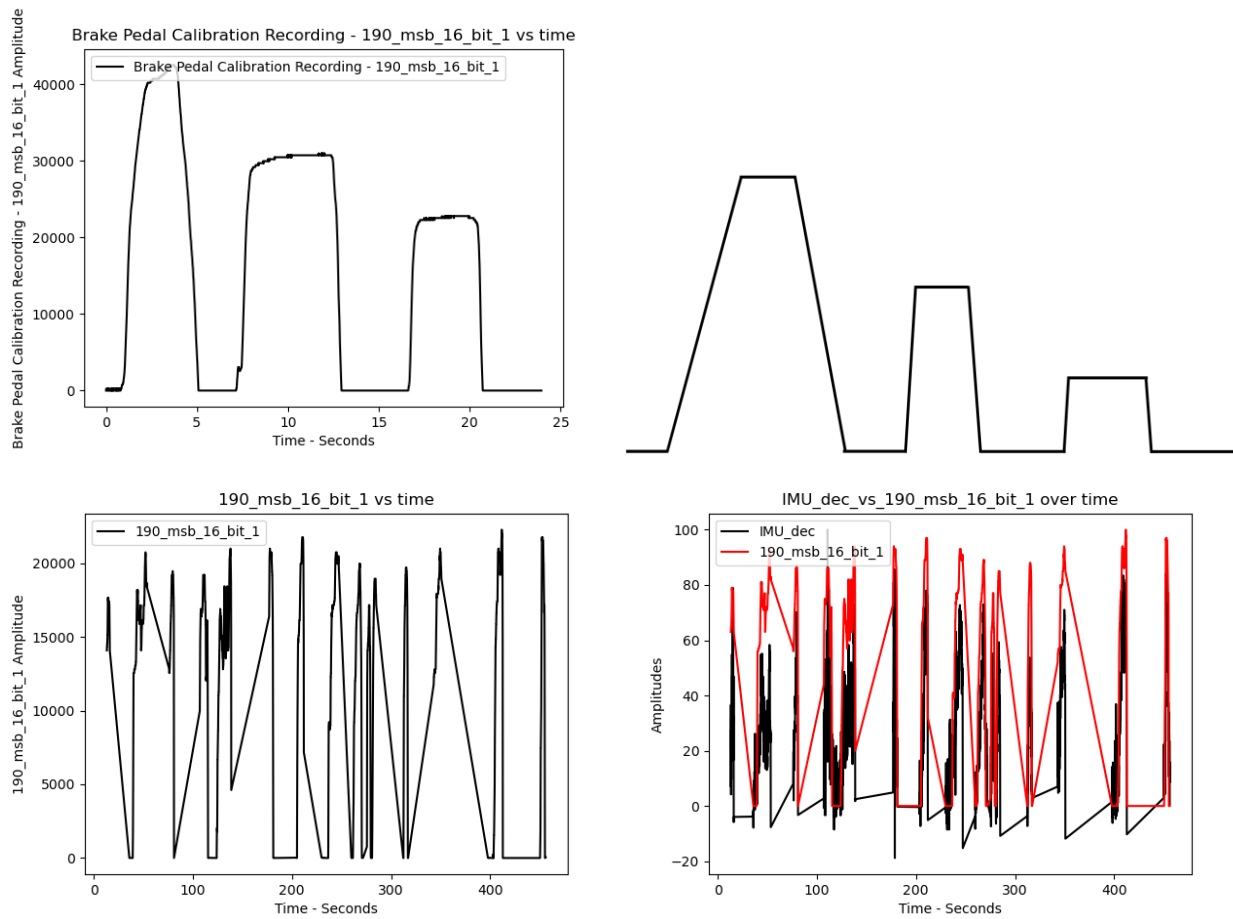 Brake Pedal Calibration Recording - 190_msb_16_bit_1 vs time
Brake Pedal Calibration Recording - 190_msb_16_bit_1 Amplitude
Brake Pedal Calibration Recording - 190_msb_16_bit_1
40000
30000
20000
10000
0
0 5 10 15 20 25
Time - Seconds
190_msb_16_bit_1 vs time
190_msb_16_bit_1 Amplitude
190_msb_16_bit_1
20000
15000
10000
5000
0
0 100 200 300 400
Time - Seconds
IMU_dec_vs_190_msb_16_bit_1 over time
Amplitudes
IMU_dec
190_msb_16_bit_1
100
80
60
40
20
0
−20
0 100 200 300 400
Time - Seconds